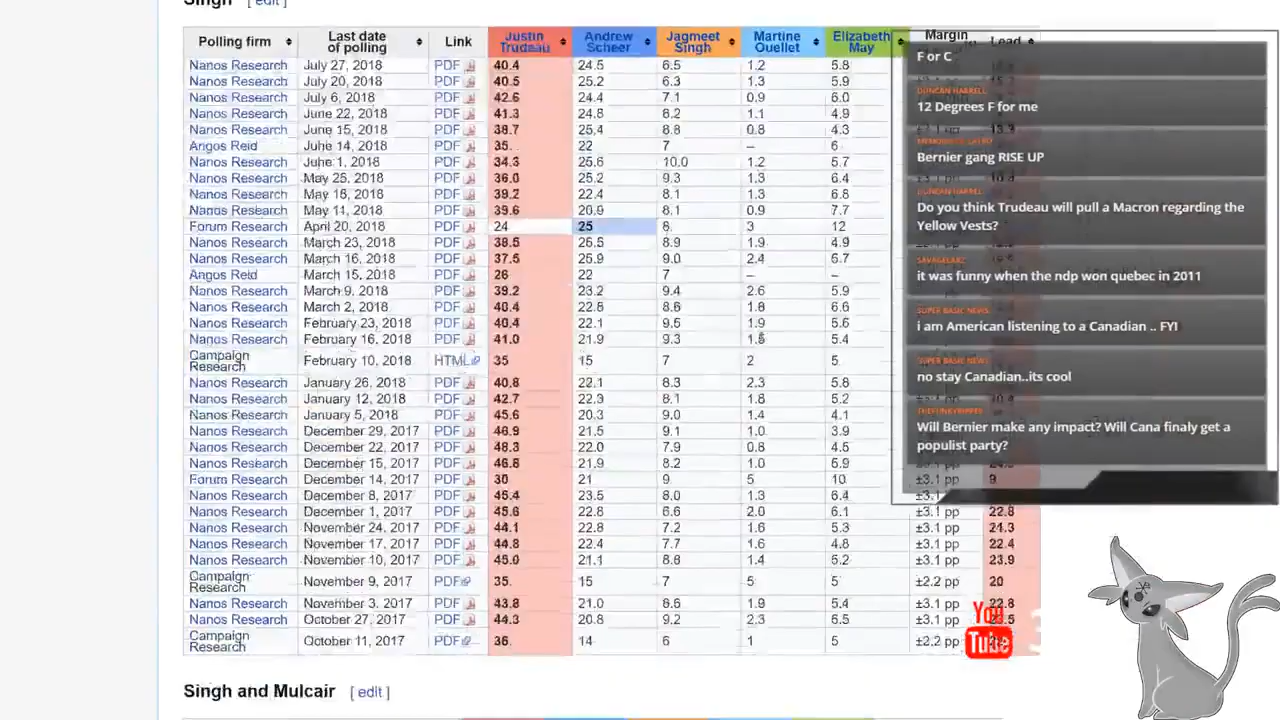 Singh [ edit ]
Polling firm Last date of polling Link Justin Trudeau Andrew Scheer Jagmeet Singh Martine Ouellet Elizabeth May Margin Lead
Nanos Research July 27, 2018 PDF 40.4 24.5 6.5 1.2 5.8
Nanos Research July 20, 2018 PDF 40.5 25.2 6.3 1.3 5.9
Nanos Research July 6, 2018 PDF 42.6 24.4 7.1 0.9 6.0
Nanos Research June 22, 2018 PDF 41.3 24.8 8.2 1.1 4.9
Nanos Research June 15, 2018 PDF 38.7 25.4 8.8 0.8 4.3
Angus Reid June 14, 2018 PDF 35 22 7 – 6
Nanos Research June 1, 2018 PDF 34.3 25.6 10.0 1.2 5.7
Nanos Research May 25, 2018 PDF 36.0 25.2 9.3 1.3 6.4
Nanos Research May 18, 2018 PDF 39.2 22.4 8.1 1.3 6.8
Nanos Research May 11, 2018 PDF 39.6 20.9 8.1 0.9 7.7
Forum Research April 20, 2018 PDF 24 25 6 3 12
Nanos Research March 23, 2018 PDF 38.5 26.5 8.9 1.9 4.9
Nanos Research March 16, 2018 PDF 37.5 25.9 9.0 2.4 6.7
Angus Reid March 15, 2018 PDF 26 22 7 – –
Nanos Research March 9, 2018 PDF 39.2 23.2 9.4 2.6 5.9
Nanos Research March 2, 2018 PDF 40.4 22.8 8.6 1.8 6.6
Nanos Research February 23, 2018 PDF 40.4 22.1 9.5 1.9 5.6
Nanos Research February 16, 2018 PDF 41.0 21.9 9.3 5.4
Campaign Research February 10, 2018 HTML 35 15 7 2 5
Nanos Research January 26, 2018 PDF 40.8 22.1 8.3 2.3 5.8
Nanos Research January 12, 2018 PDF 42.7 22.3 8.1 1.8 5.2
Nanos Research January 5, 2018 PDF 45.6 20.3 9.0 1.4 4.1
Nanos Research December 29, 2017 PDF 46.9 21.5 9.1 1.0 3.9
Nanos Research December 22, 2017 PDF 48.3 22.0 7.9 0.8 4.5
Nanos Research December 15, 2017 PDF 46.8 21.9 8.2 1.0 5.9
Forum Research December 14, 2017 PDF 30 21 9 5 10 ±3.1 pp 9
Nanos Research December 8, 2017 PDF 45.4 23.5 8.0 1.3 6.4 ±3.1
Nanos Research December 1, 2017 PDF 45.6 22.8 6.6 2.0 6.1 ±3.1 pp 22.8
Nanos Research November 24, 2017 PDF 44.1 22.8 7.2 1.6 5.3 ±3.1 pp 21.3
Nanos Research November 17, 2017 PDF 44.8 22.4 7.7 1.6 4.8 ±3.1 pp 22.4
Nanos Research November 10, 2017 PDF 45.0 21.1 8.8 1.4 5.2 ±3.1 pp 23.9
Campaign Research November 9, 2017 PDF 35 15 7 5 5 ±2.2 pp 20
Nanos Research November 3, 2017 PDF 43.8 21.0 8.6 1.9 5.4 ±3.1 pp 22.8
Nanos Research October 27, 2017 PDF 44.3 20.8 9.2 2.3 6.5 ±3.1 pp
Campaign Research October 11, 2017 PDF 36 14 6 1 5 ±2.2 pp
Singh and Mulcair [ edit ]
F or C
DUNCAN HARRELL
12 Degrees F for me
Bernier gang RISE UP
DUNCAN HARRELL
Do you think Trudeau will pull a Macron regarding the
Yellow Vests?
it was funny when the ndp won quebec in 2011
SUPER BASIC NEWS
i am American listening to a Canadian .. FYI
SUPER BASIC NEWS
no stay Canadian..its cool
Will Bernier make any impact? Will Cana finaly get a
populist party?
You
Tube